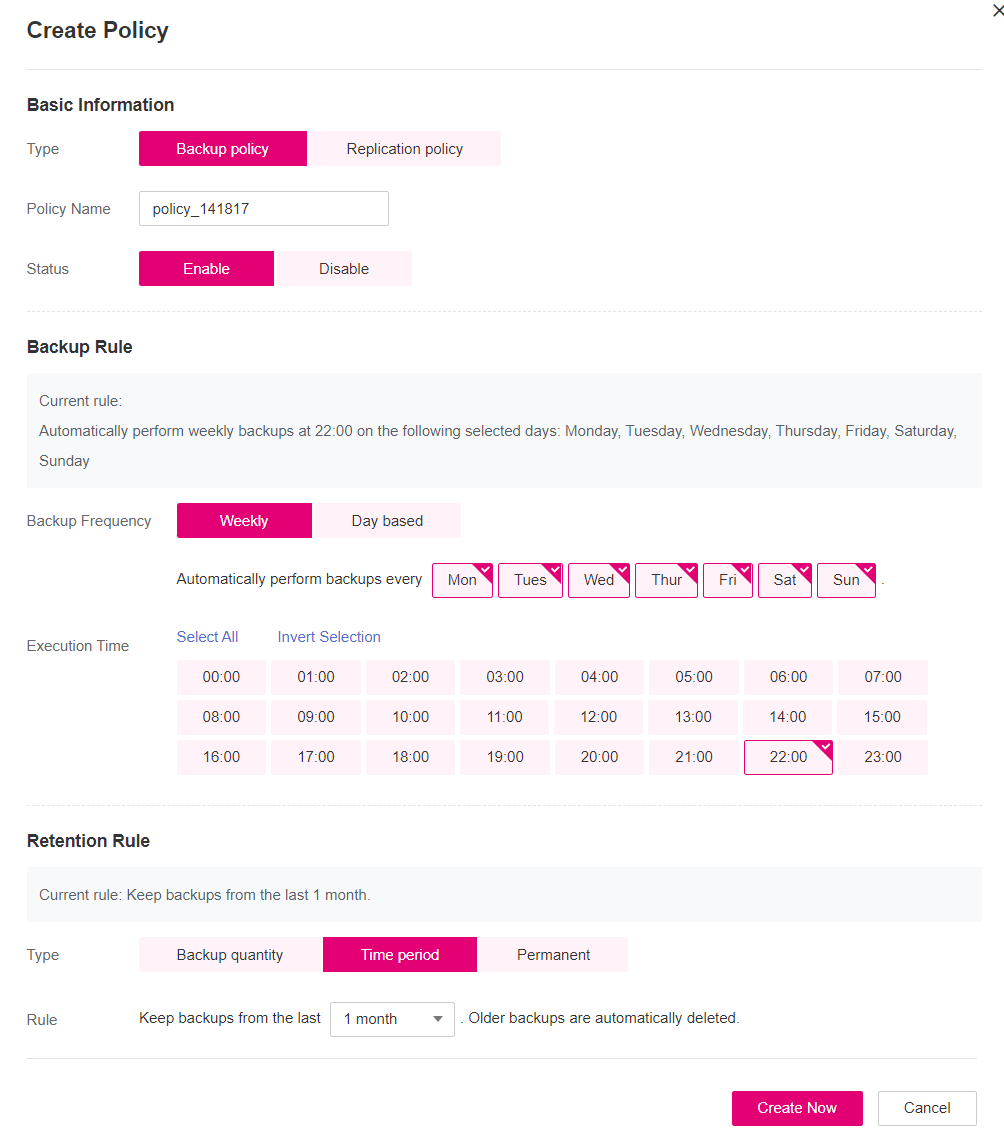 Create Policy
Basic Information
Type Backup policy Replication policy
Policy Name policy_141817
Status Enable Disable
Backup Rule
Current rule:
Automatically perform weekly backups at 22:00 on the following selected days: Monday, Tuesday, Wednesday, Thursday, Friday, Saturday,
Sunday
Backup Frequency Weekly Day based
Automatically perform backups every Mon Tues Wed Thur Fri Sat Sun .
Execution Time Select All Invert Selection
00:00 01:00 02:00 03:00 04:00 05:00 06:00 07:00
08:00 09:00 10:00 11:00 12:00 13:00 14:00 15:00
16:00 17:00 18:00 19:00 20:00 21:00 22:00 23:00
Retention Rule
Current rule: Keep backups from the last 1 month.
Type Backup quantity Time period Permanent
Rule Keep backups from the last 1 month . Older backups are automatically deleted.
Create Now Cancel